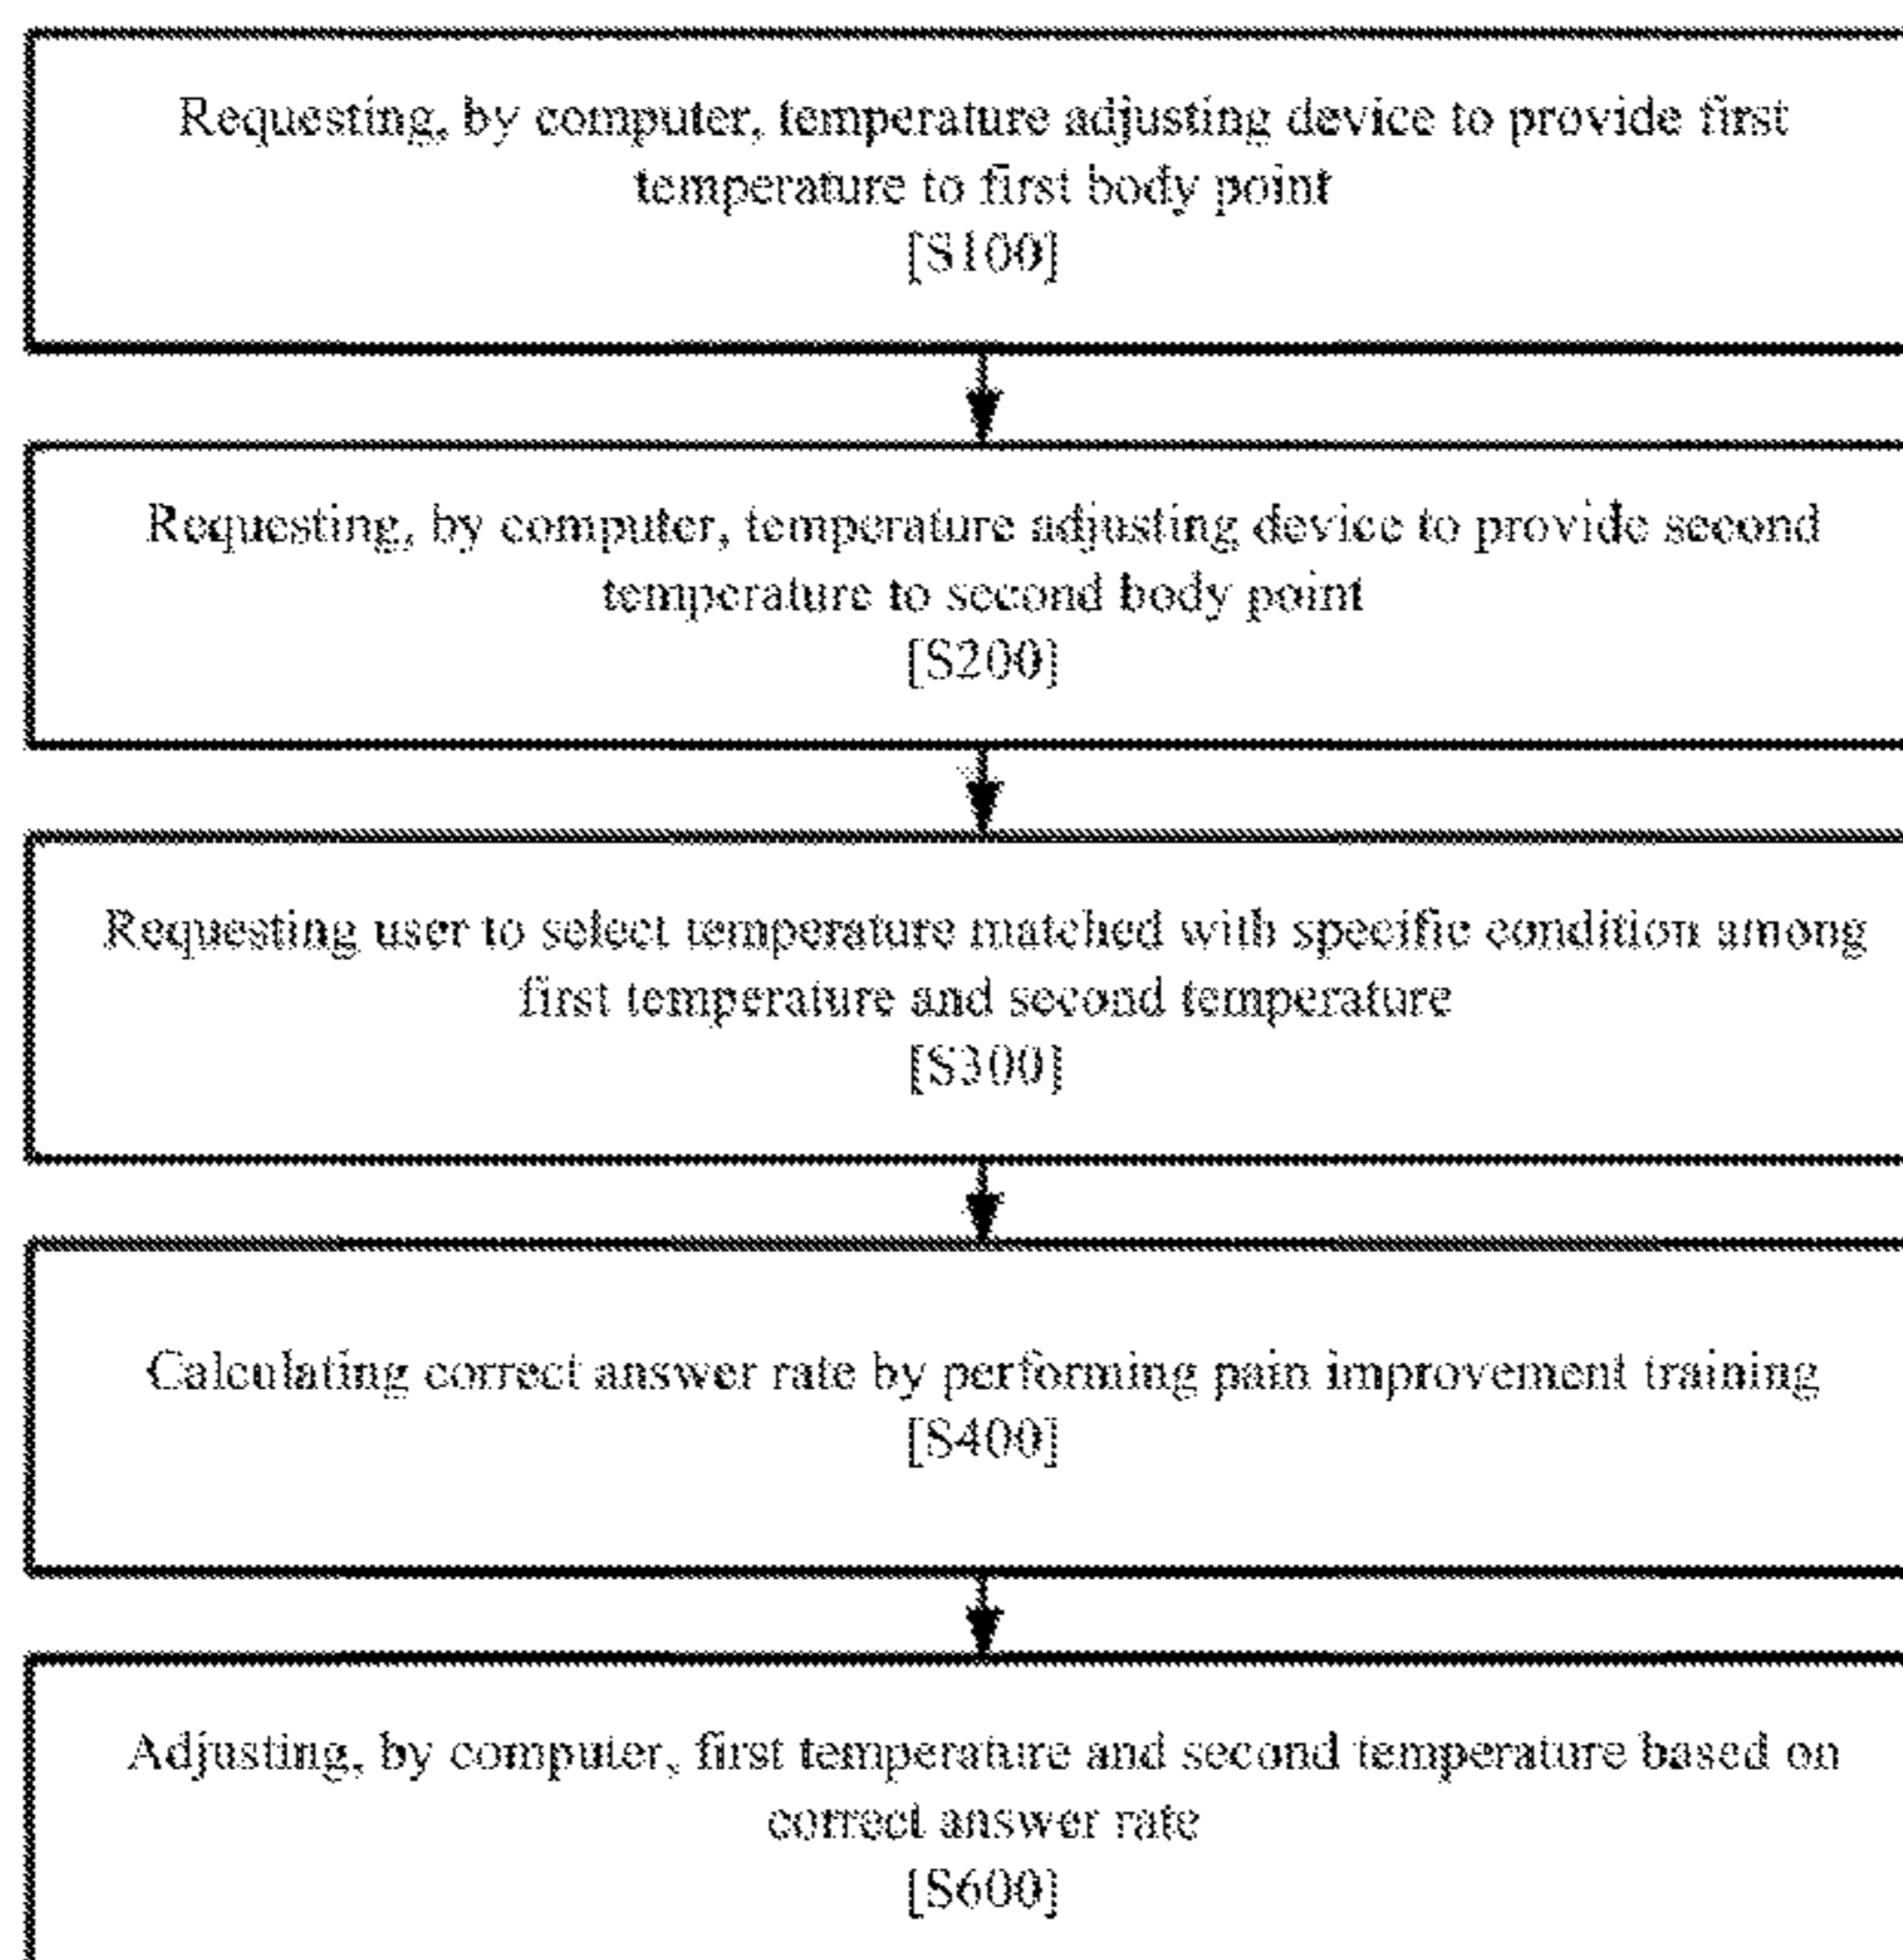 Requesting, by computer, temperature adjusting device to provide first
temperature to first body point
[S100]
Requesting, by computer, temperature adjusting device to provide second
temperature to second body point
[S200]
Requesting user to select temperature matched with specific condition among
first temperature and second temperature
[S300]
Calculating correct answer rate by performing pain improvement training
[S400]
Adjusting, by computer, first temperature and second temperature based on
correct answer rate
[S600]